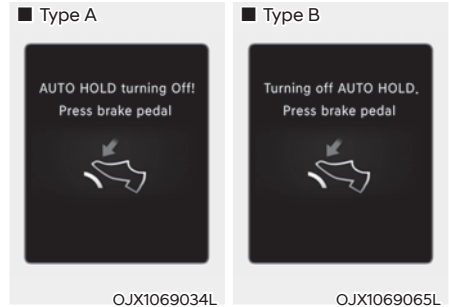 ■ Type A
AUTO HOLD turning Off!
Press brake pedal
OJX1069034L
■ Type B
Turning off AUTO HOLD,
Press brake pedal
OJX1069065L